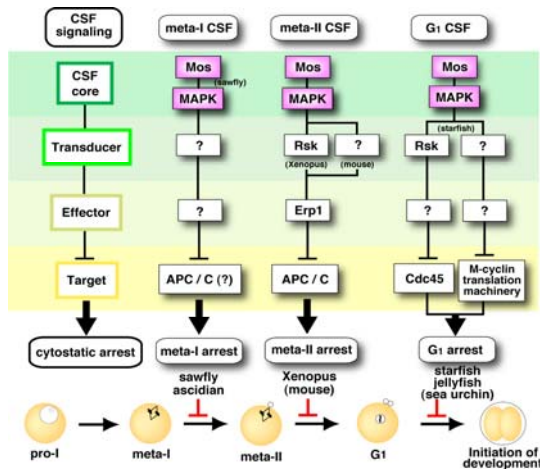 CSF
signaling
meta-I CSF
meta-II CSF
G1 CSF
CSF
core
Mos
(sawfly)
MAPK
Mos
MAPK
Mos
MAPK
(starfish)
Transducer
?
Rsk
?
(Xenopus)
(mouse)
Rsk
?
Effector
?
Erp1
?
?
Target
APC / C (?)
APC / C
Cdc45
M-cyclin
translation
machinery
cytostatic arrest
meta-I arrest
meta-II arrest
G1 arrest
sawfly
ascidian
Xenopus
(mouse)
starfish
jellyfish
(sea urchin)
pro-I
meta-I
meta-II
G1
Initiation of
development